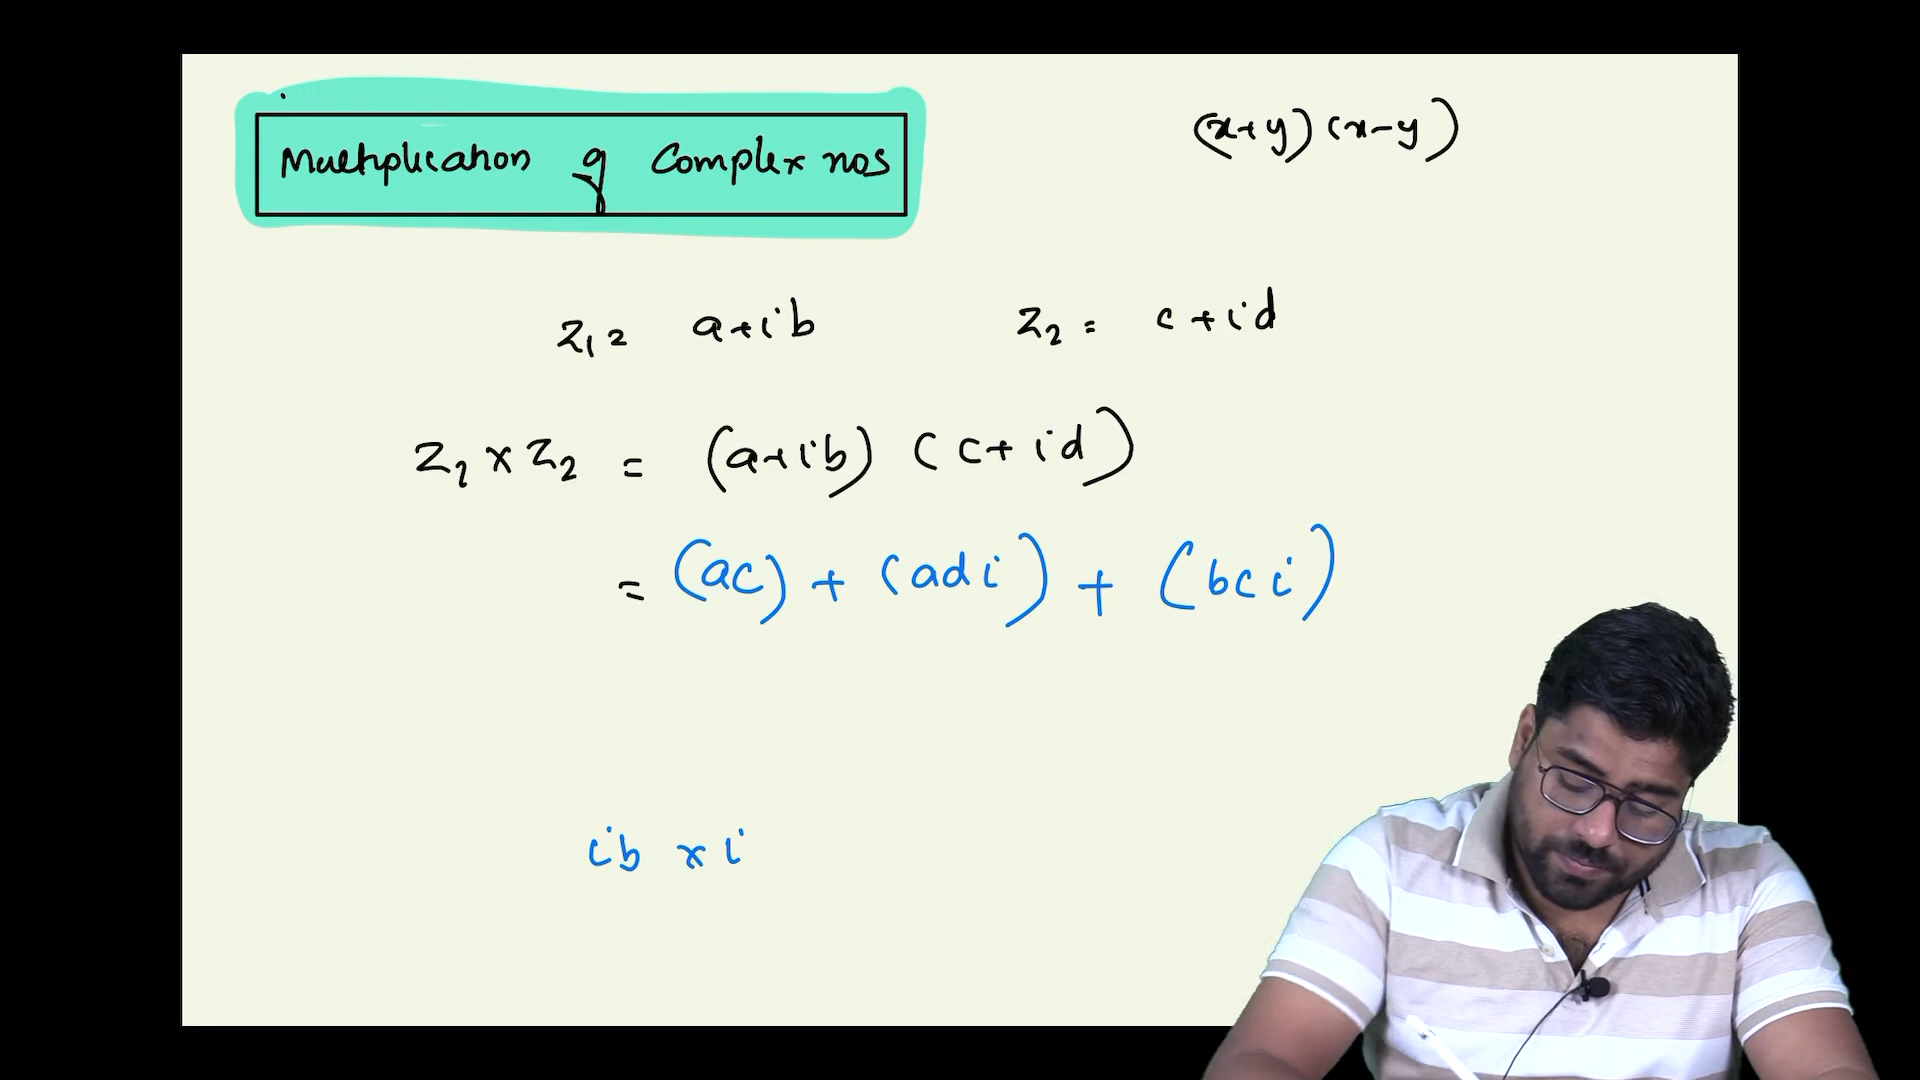 Multiplication of Complex nos
(x+y) (x-y)
z₁ = a+ib z₂ = c+id
z₁ × z₂ = (a+ib) (c+id)
= (ac) + (adi) + (bci)
ib × i